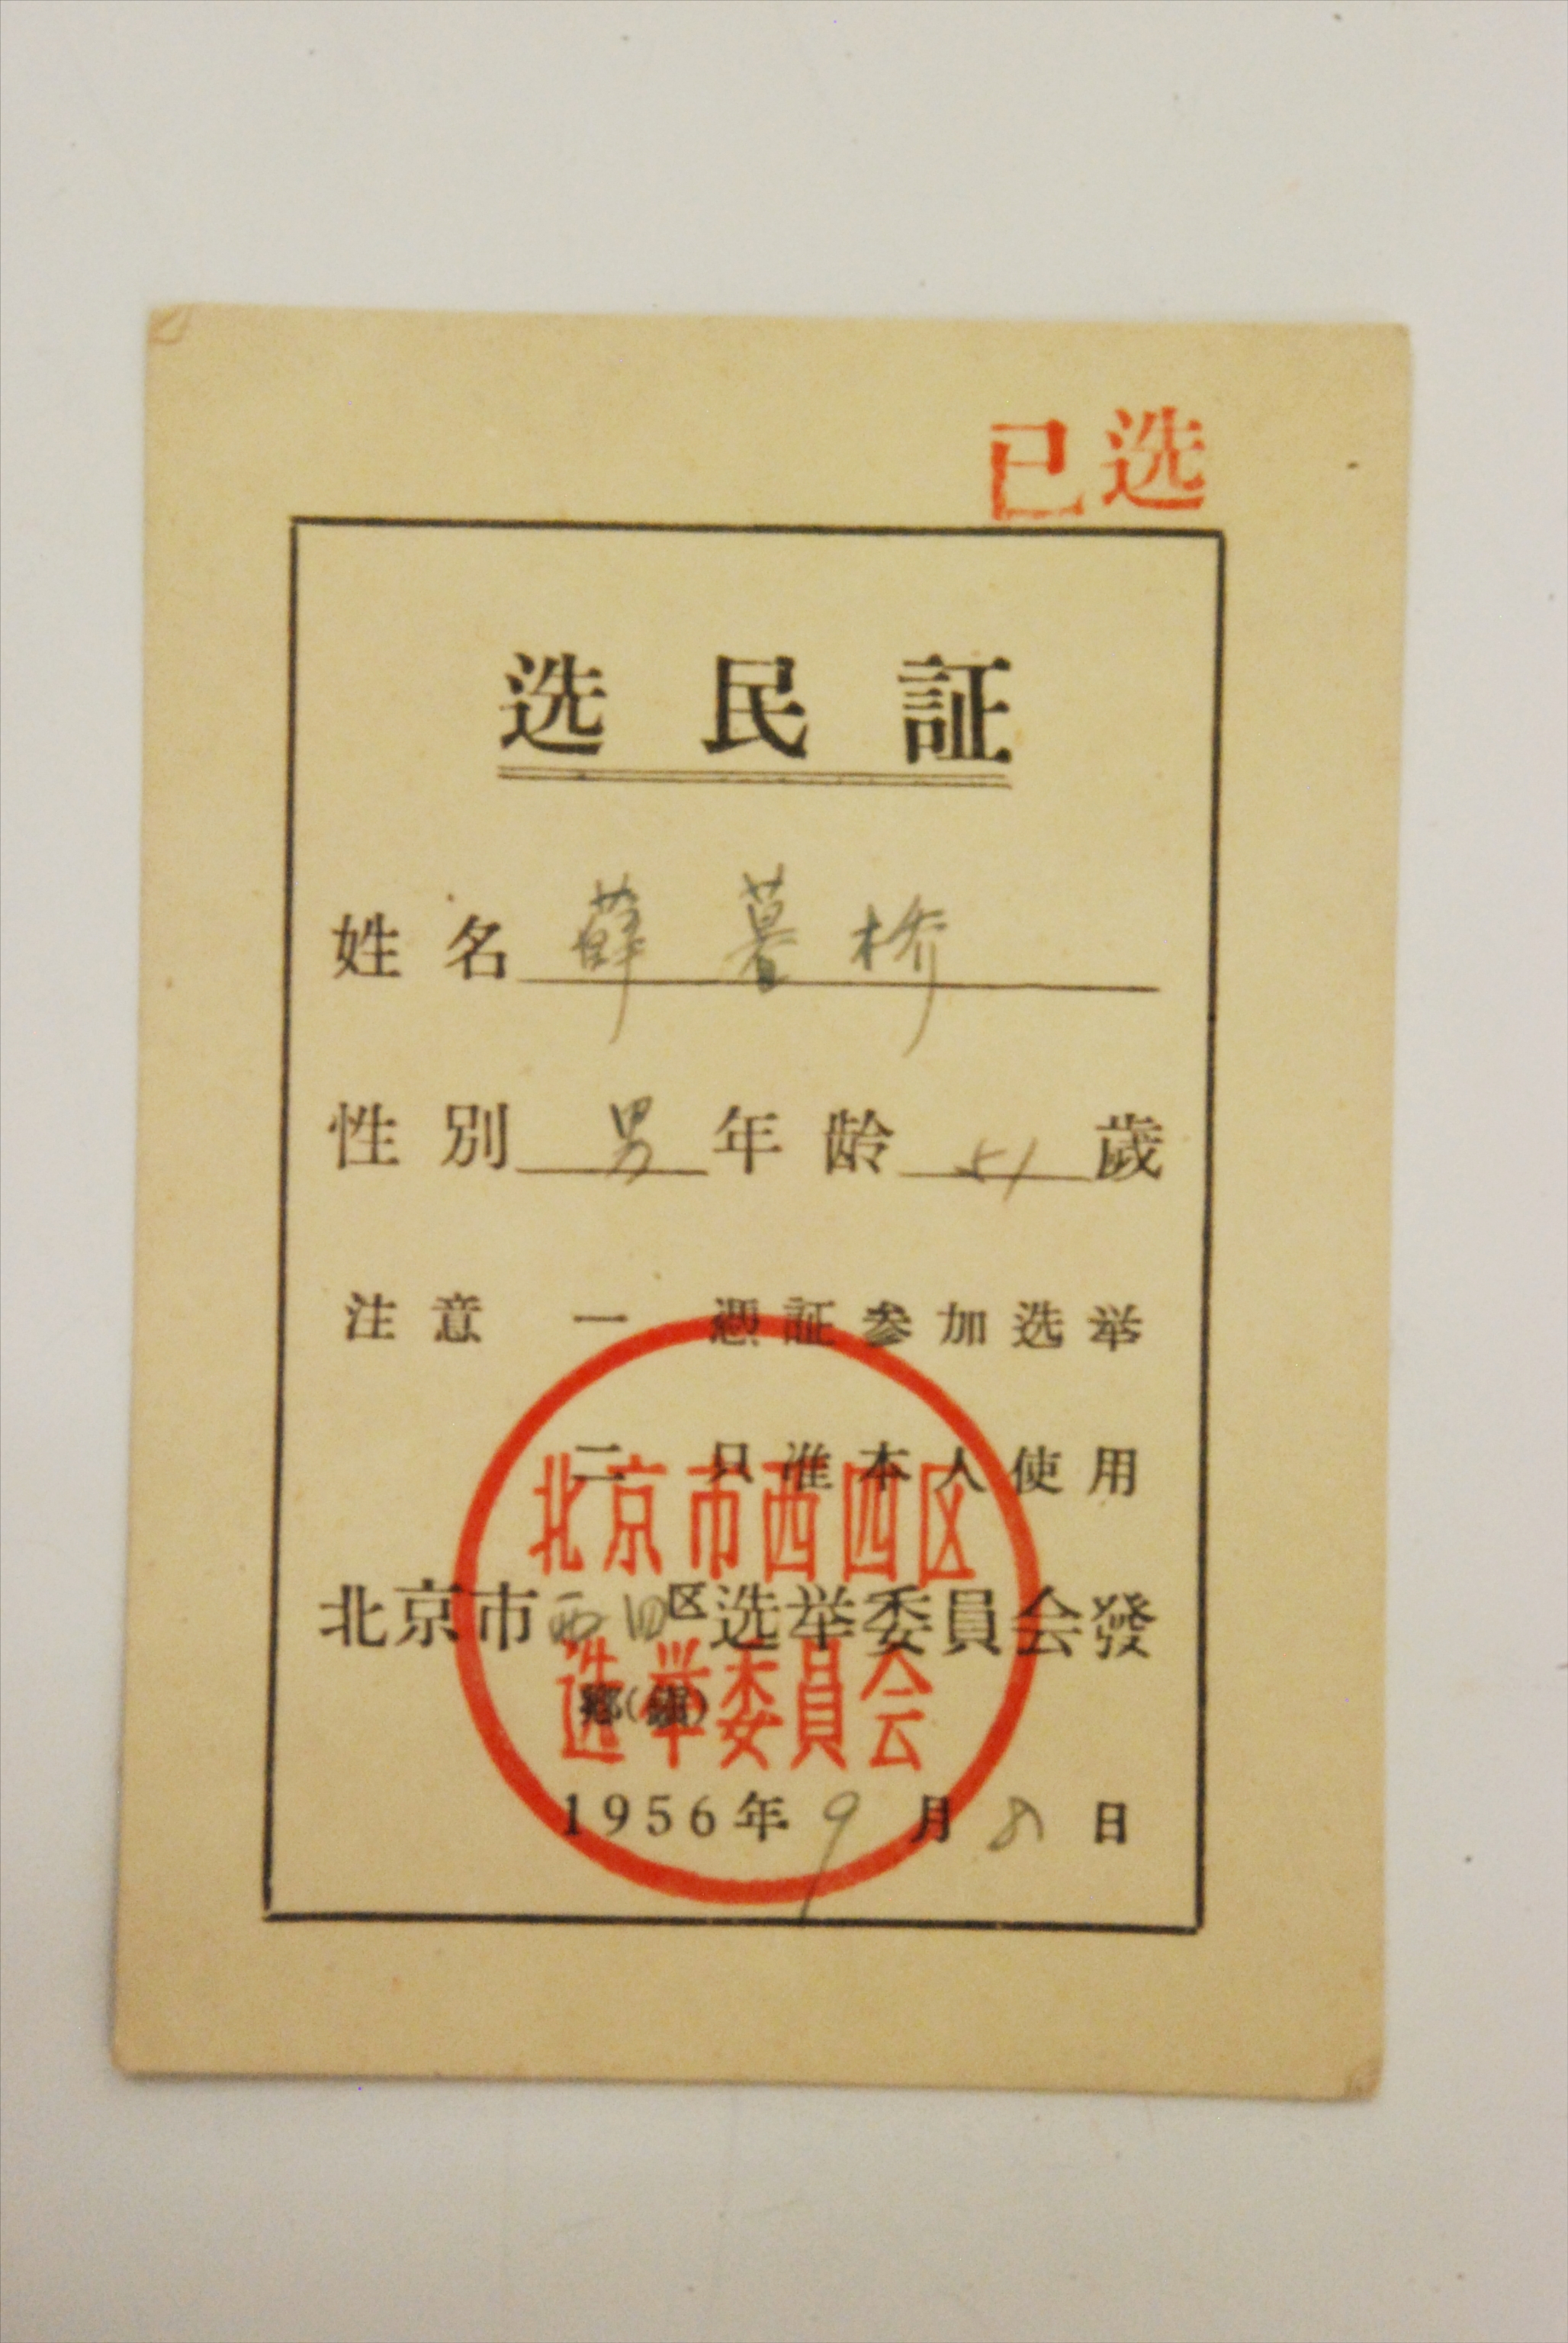 已选
选民証
姓名 薛暮桥
性別 男 年龄 51 歲
注意 一 憑証参加选举
二 只准本人使用
北京市西四区
北京市西四区选举委員会發
鄉(鎮)
选举委員会
1956年9月8日